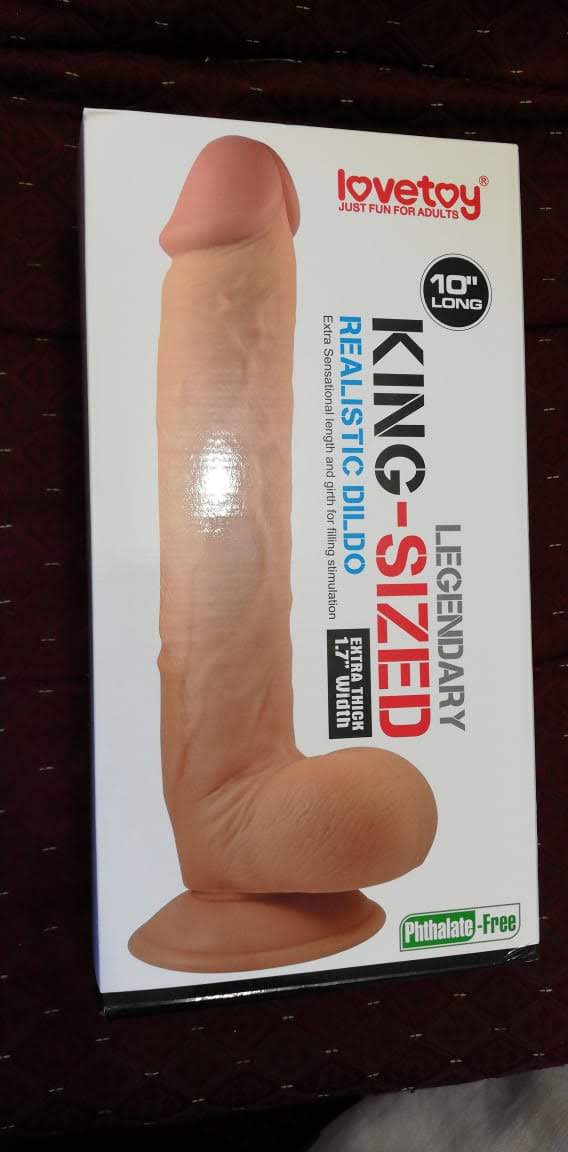 lovetoy®
JUST FUN FOR ADULTS
10"
LONG
LEGENDARY
KING-SIZED
REALISTIC DILDO
Extra Sensational length and girth for filling stimulation
EXTRA THICK
1.7" Width
Phthalate-Free